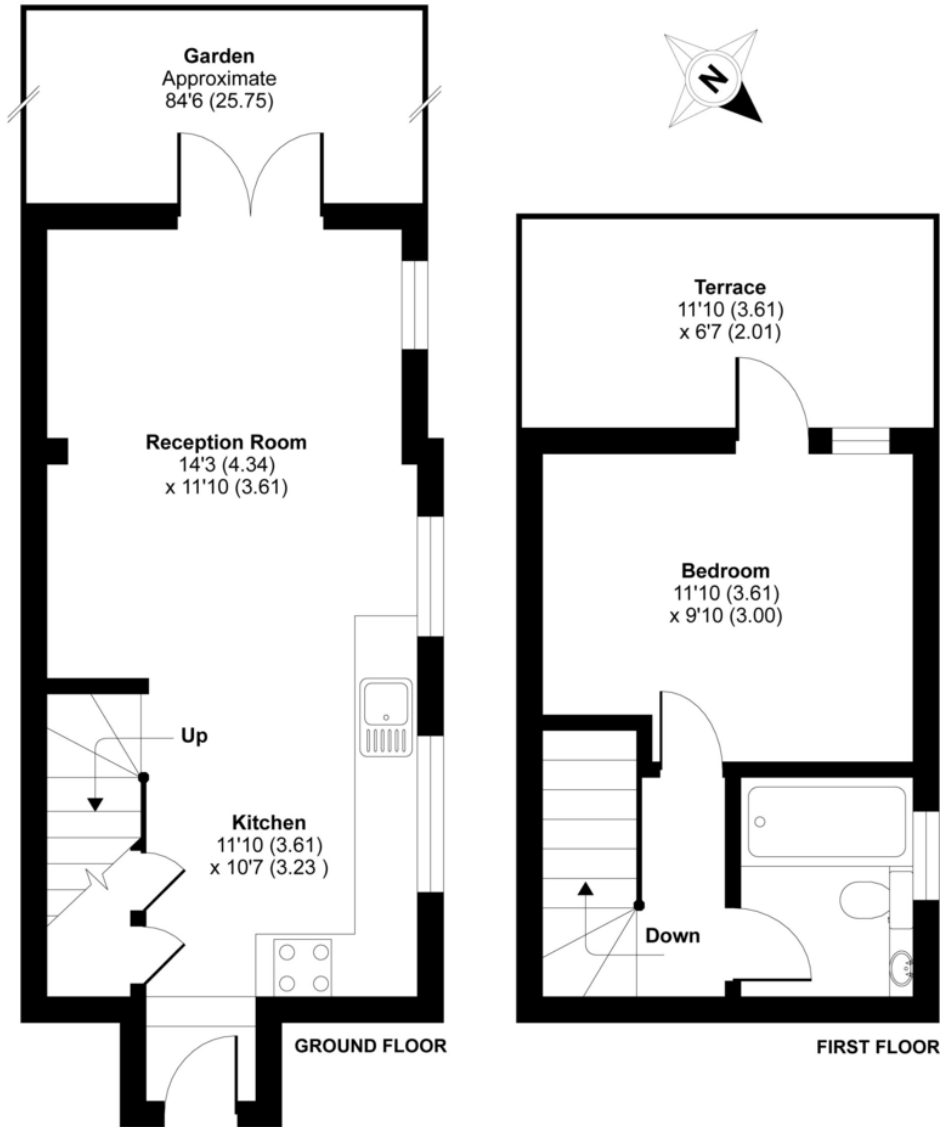 Garden
Approximate
84'6 (25.75)
N
Terrace
11'10 (3.61)
x 6'7 (2.01)
Reception Room
14'3 (4.34)
x 11'10 (3.61)
Bedroom
11'10 (3.61)
x 9'10 (3.00)
Up
Kitchen
11'10 (3.61)
x 10'7 (3.23 )
Down
GROUND FLOOR
FIRST FLOOR